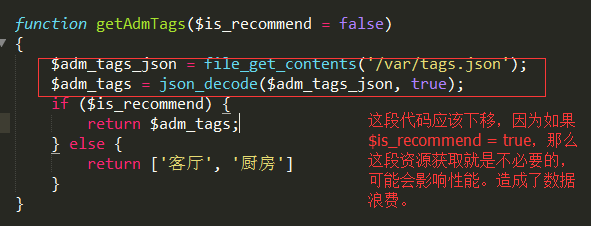 function getAdmTags($is_recommend = false)
{
$adm_tags_json = file_get_contents('/var/tags.json');
$adm_tags = json_decode($adm_tags_json, true);
if ($is_recommend) {
return $adm_tags;
} else {
return ['客厅', '厨房']
}
}
这段代码应该下移，因为如果
$is_recommend = true，那么
这段资源获取就是不必要的，
可能会影响性能。造成了数据
浪费。